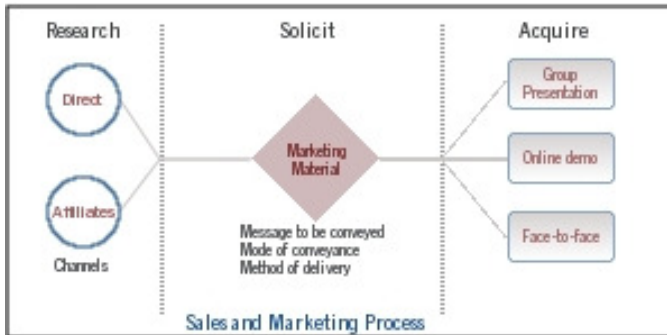 Research
Solicit
Acquire
Direct
Affiliates
Channels
Marketing
Material
Message to be conveyed
Mode of conveyance
Method of delivery
Group
Presentation
Online demo
Face-to-face
Sales and Marketing Process